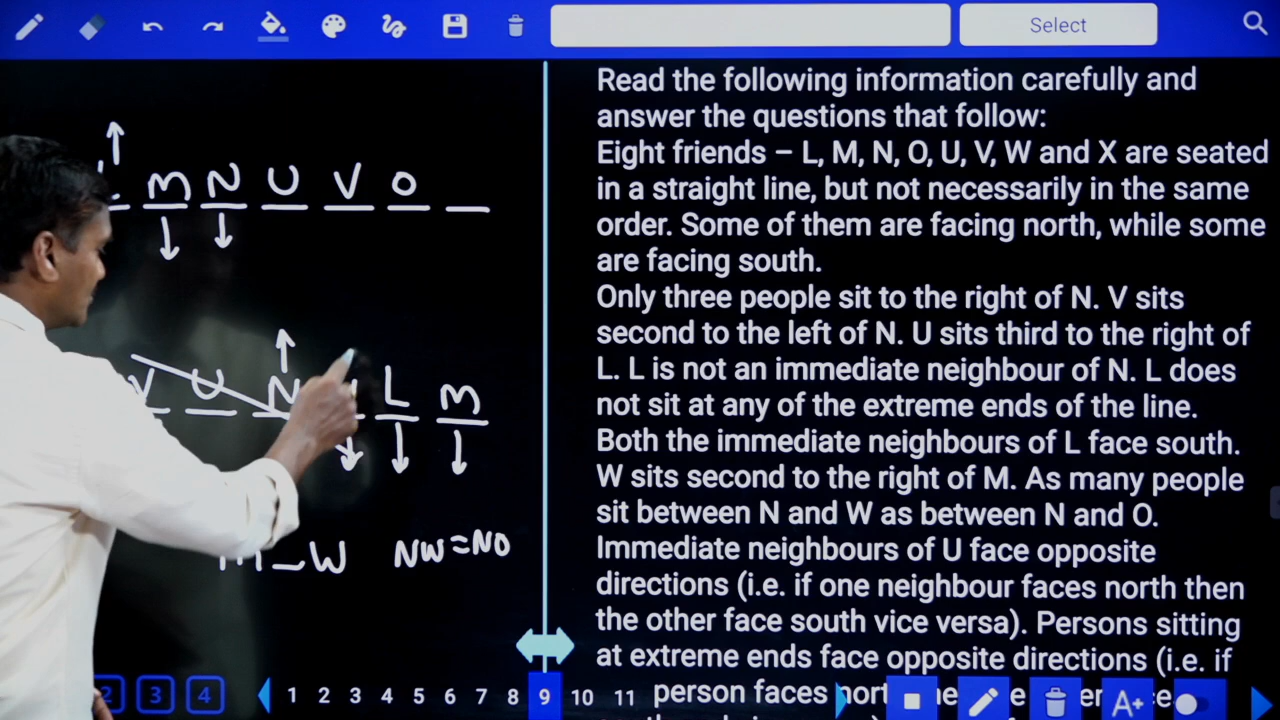 Select
Read the following information carefully and
answer the questions that follow:
Eight friends – L, M, N, O, U, V, W and X are seated
in a straight line, but not necessarily in the same
order. Some of them are facing north, while some
are facing south.
Only three people sit to the right of N. V sits
second to the left of N. U sits third to the right of
L. L is not an immediate neighbour of N. L does
not sit at any of the extreme ends of the line.
Both the immediate neighbours of L face south.
W sits second to the right of M. As many people
sit between N and W as between N and O.
Immediate neighbours of U face opposite
directions (i.e. if one neighbour faces north then
the other face south vice versa). Persons sitting
at extreme ends face opposite directions (i.e. if
person faces
M N U V O
V U N L M
M _ W NW = NO
2 3 4
1 2 3 4 5 6 7 8 9 10 11
A+